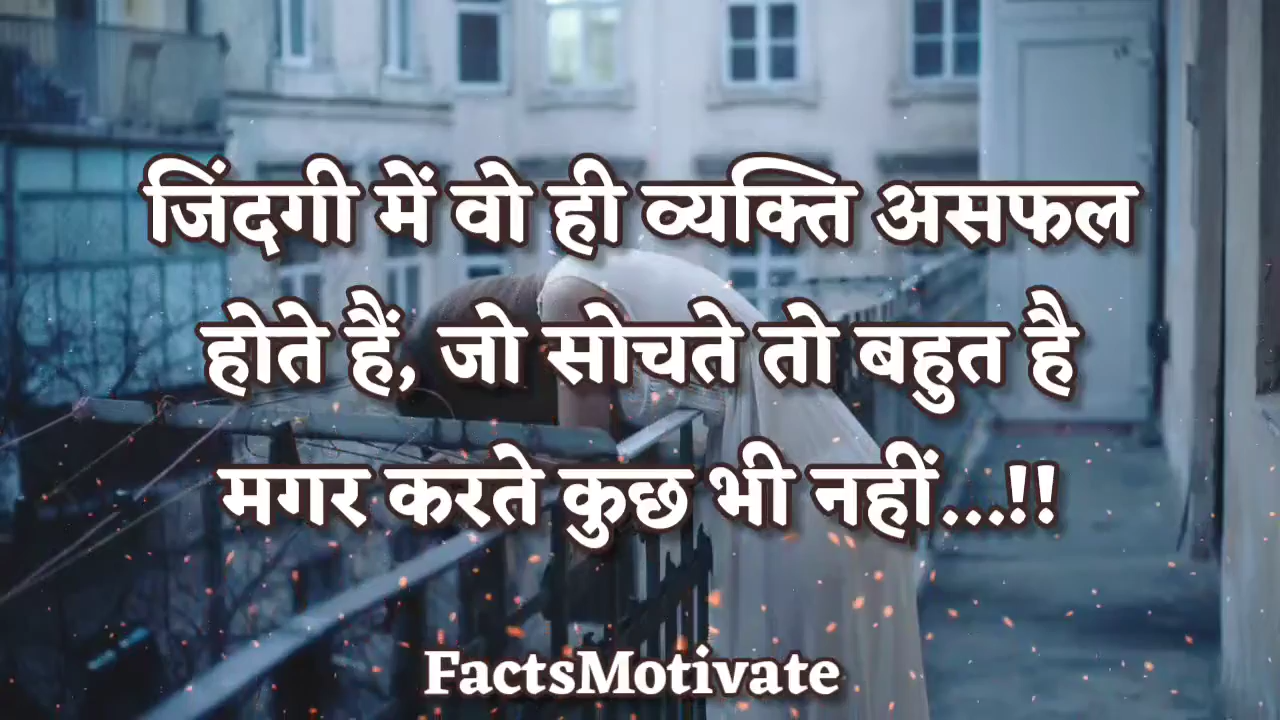 जिंदगी में वो ही व्यक्ति असफल
होते हैं, जो सोचते तो बहुत है
मगर करते कुछ भी नहीं...!!
FactsMotivate